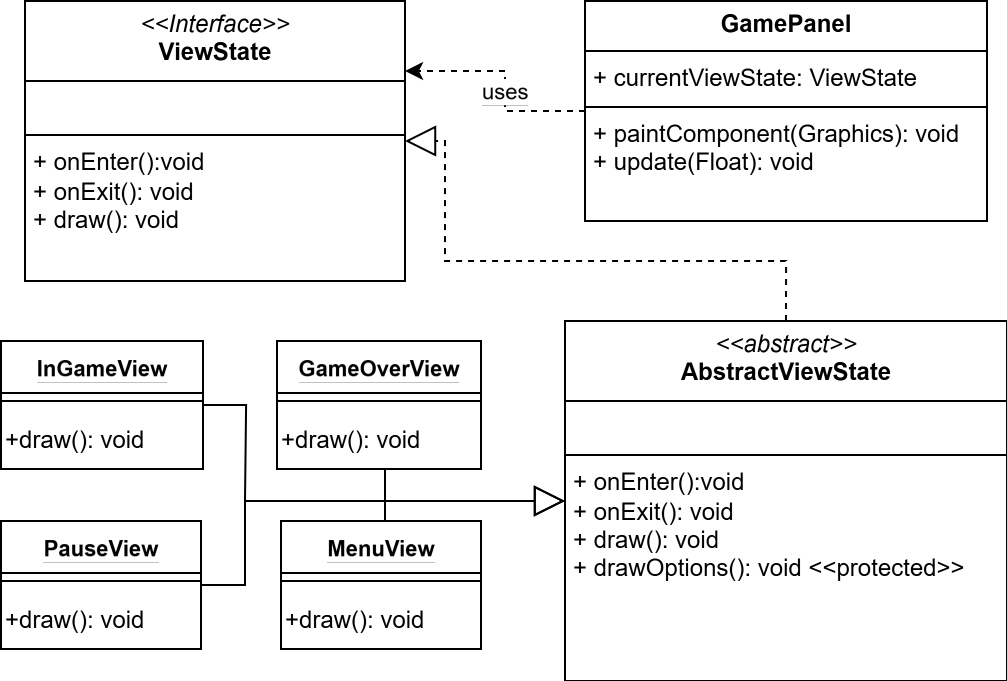 <<Interface>>
ViewState
+ onEnter():void
+ onExit(): void
+ draw(): void
uses
GamePanel
+ currentViewState: ViewState
+ paintComponent(Graphics): void
+ update(Float): void
InGameView
+draw(): void
GameOverView
+draw(): void
PauseView
+draw(): void
MenuView
+draw(): void
<<abstract>>
AbstractViewState
+ onEnter():void
+ onExit(): void
+ draw(): void
+ drawOptions(): void <<protected>>